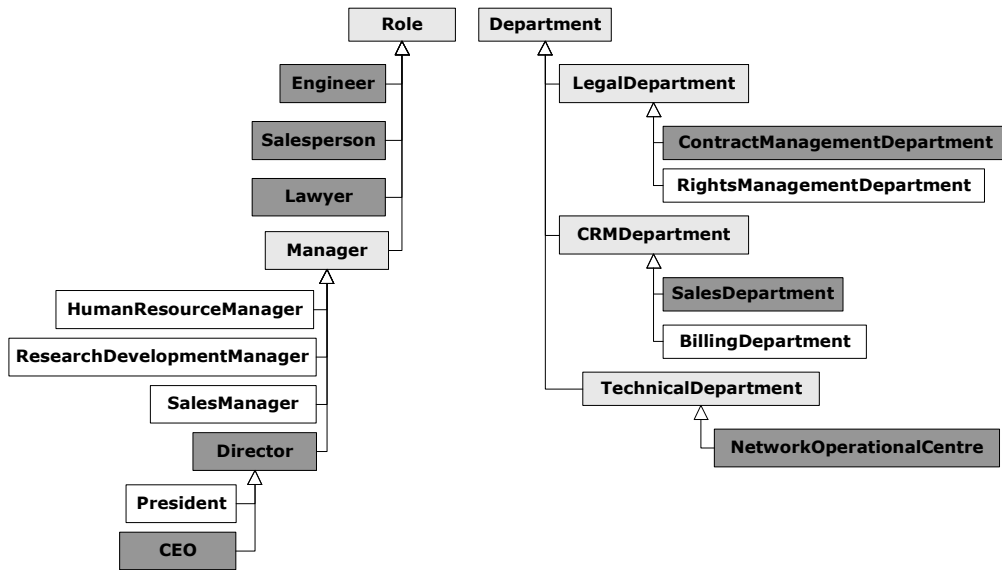 Role
Engineer
Salesperson
Lawyer
Manager
HumanResourceManager
ResearchDevelopmentManager
SalesManager
Director
President
CEO
Department
LegalDepartment
ContractManagementDepartment
RightsManagementDepartment
CRMDepartment
SalesDepartment
BillingDepartment
TechnicalDepartment
NetworkOperationalCentre